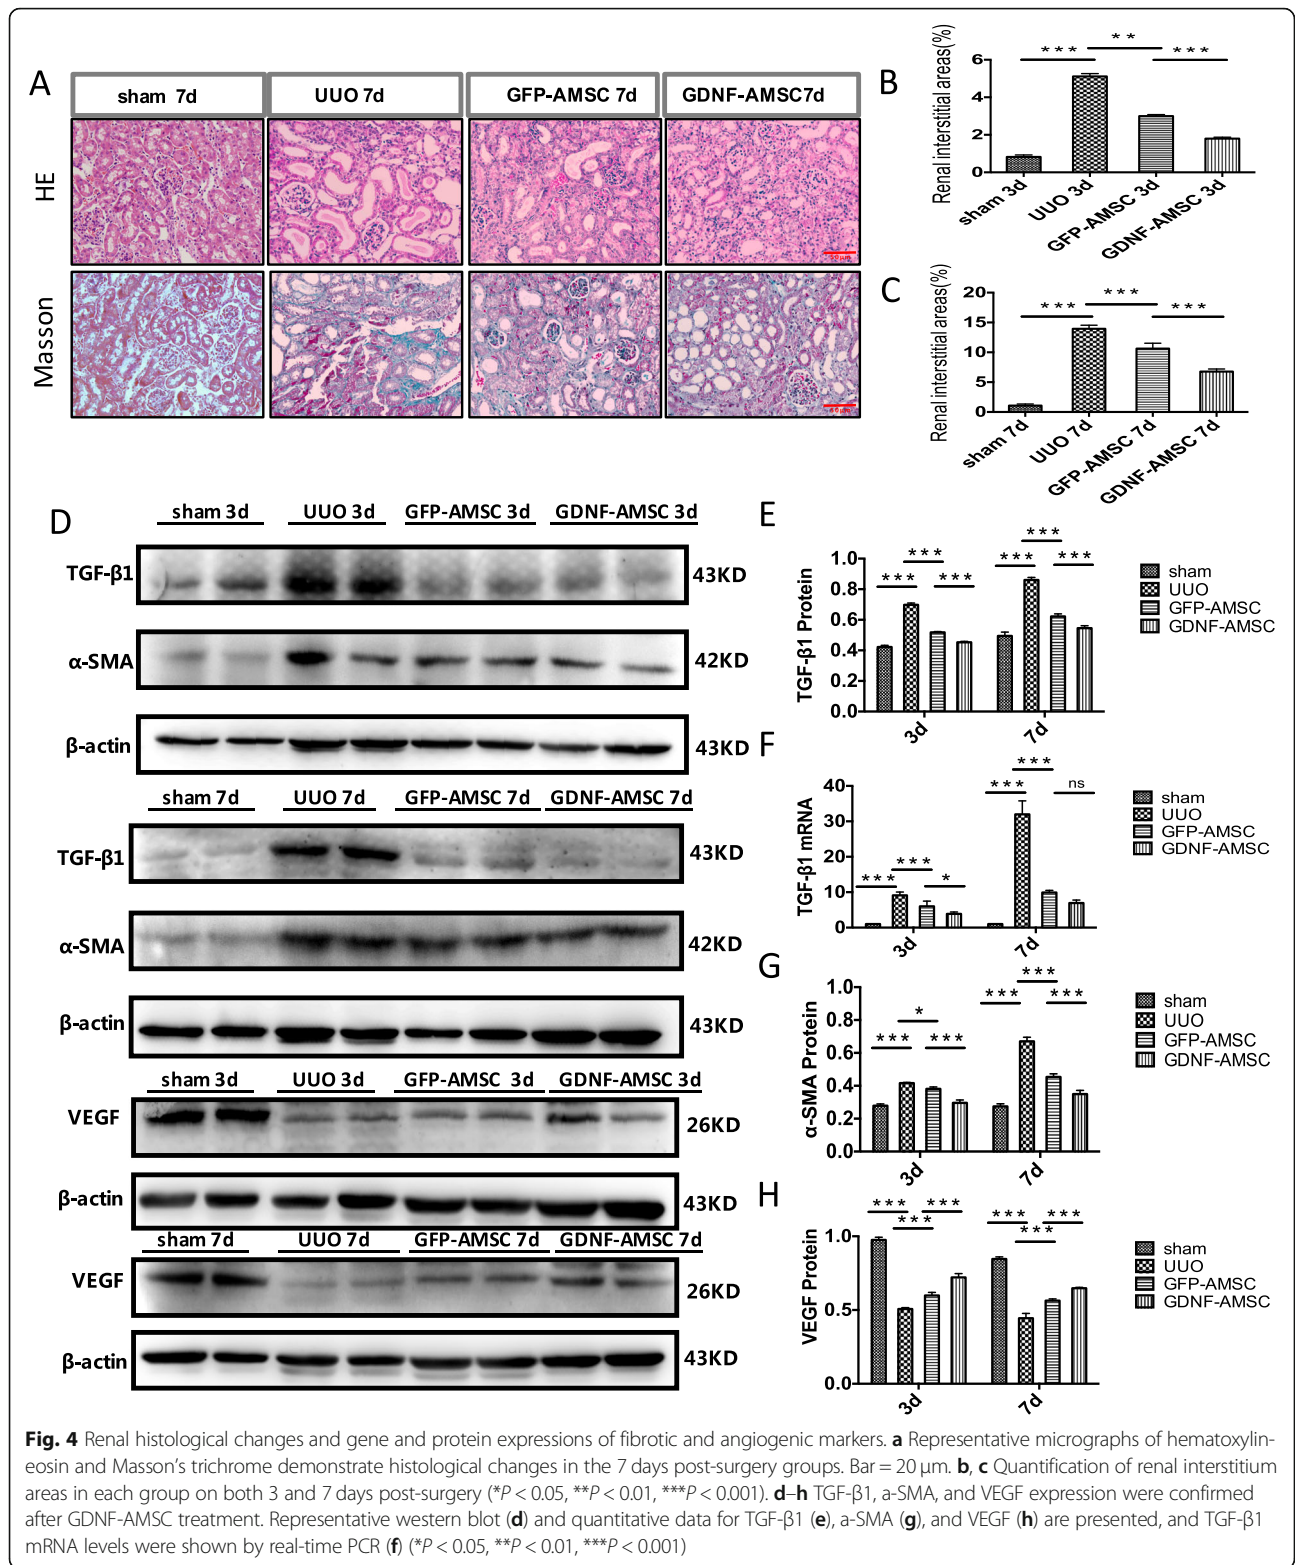 A
sham 7d
UUO 7d
GFP-AMSC 7d
GDNF-AMSC7d
HE
Masson
B
Renal interstitial areas(%)
6
4
2
0
*** ** ***
sham 3d
UUO 3d
GFP-AMSC 3d
GDNF-AMSC 3d
C
Renal interstitial areas(%)
20
15
10
5
0
*** *** ***
sham 7d
UUO 7d
GFP-AMSC 7d
GDNF-AMSC 7d
D
sham 3d UUO 3d GFP-AMSC 3d GDNF-AMSC 3d
TGF-β1 43KD
α-SMA 42KD
β-actin 43KD
sham 7d UUO 7d GFP-AMSC 7d GDNF-AMSC 7d
TGF-β1 43KD
α-SMA 42KD
β-actin 43KD
sham 3d UUO 3d GFP-AMSC 3d GDNF-AMSC 3d
VEGF 26KD
β-actin 43KD
sham 7d UUO 7d GFP-AMSC 7d GDNF-AMSC 7d
VEGF 26KD
β-actin 43KD
E
TGF-β1 Protein
1.0
0.8
0.6
0.4
0.2
0.0
*** *** ***
*** *** ***
3d 7d
sham
UUO
GFP-AMSC
GDNF-AMSC
F
TGF-β1 mRNA
40
30
20
10
0
*** *** *
*** *** ns
3d 7d
sham
UUO
GFP-AMSC
GDNF-AMSC
G
α-SMA Protein
1.0
0.8
0.6
0.4
0.2
0.0
*** * ***
*** *** ***
3d 7d
sham
UUO
GFP-AMSC
GDNF-AMSC
H
VEGF Protein
1.0
0.5
0.0
*** *** ***
*** *** ***
3d 7d
sham
UUO
GFP-AMSC
GDNF-AMSC
Fig. 4 Renal histological changes and gene and protein expressions of fibrotic and angiogenic markers. a Representative micrographs of hematoxylin-
eosin and Masson's trichrome demonstrate histological changes in the 7 days post-surgery groups. Bar = 20 μm. b, c Quantification of renal interstitium
areas in each group on both 3 and 7 days post-surgery (*P < 0.05, **P < 0.01, ***P < 0.001). d–h TGF-β1, a-SMA, and VEGF expression were confirmed
after GDNF-AMSC treatment. Representative western blot (d) and quantitative data for TGF-β1 (e), a-SMA (g), and VEGF (h) are presented, and TGF-β1
mRNA levels were shown by real-time PCR (f) (*P < 0.05, **P < 0.01, ***P < 0.001)